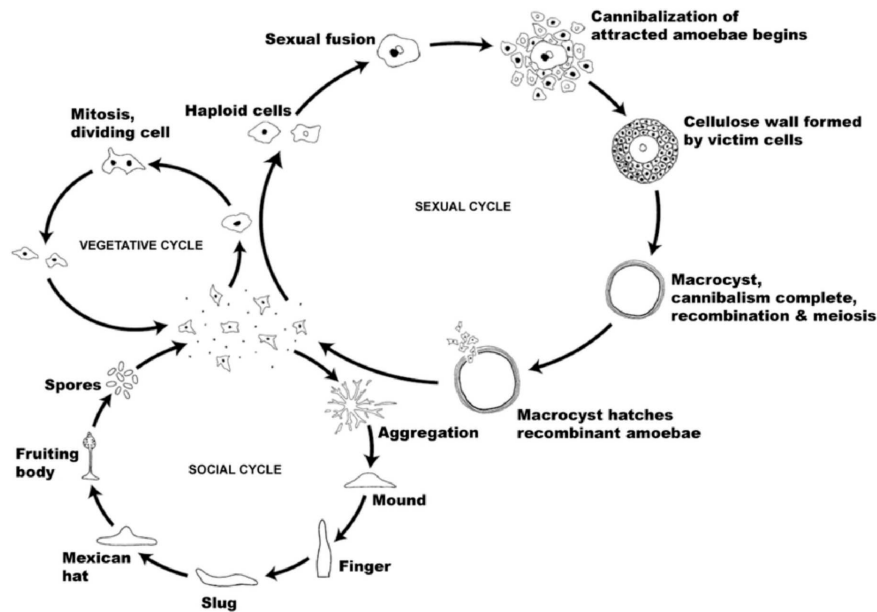 Cannibalization of
attracted amoebae begins
Sexual fusion
Haploid cells
Mitosis,
dividing cell
Cellulose wall formed
by victim cells
SEXUAL CYCLE
VEGETATIVE CYCLE
Macrocyst,
cannibalism complete,
recombination & meiosis
Spores
Macrocyst hatches
recombinant amoebae
Aggregation
Fruiting
body
SOCIAL CYCLE
Mound
Mexican
hat
Finger
Slug